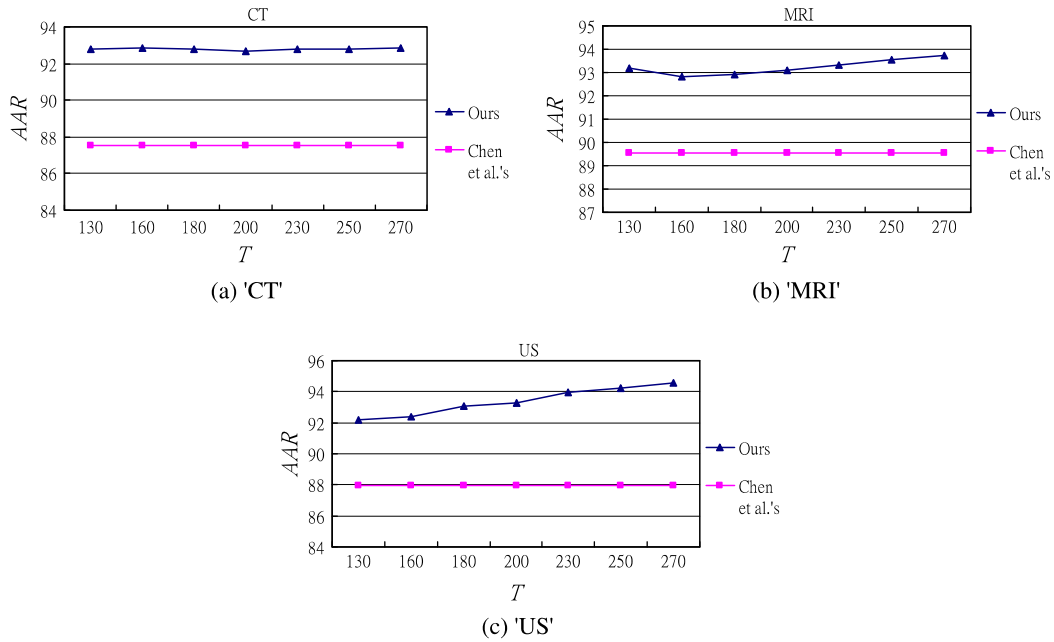 CT
94
92
90
88
86
84
AAR
130 160 180 200 230 250 270
T
Ours
Chen
et al.'s
(a) 'CT'
MRI
95
94
93
92
91
90
89
88
87
AAR
130 160 180 200 230 250 270
T
Ours
Chen
et al.'s
(b) 'MRI'
US
96
94
92
90
88
86
84
AAR
130 160 180 200 230 250 270
T
Ours
Chen
et al.'s
(c) 'US'